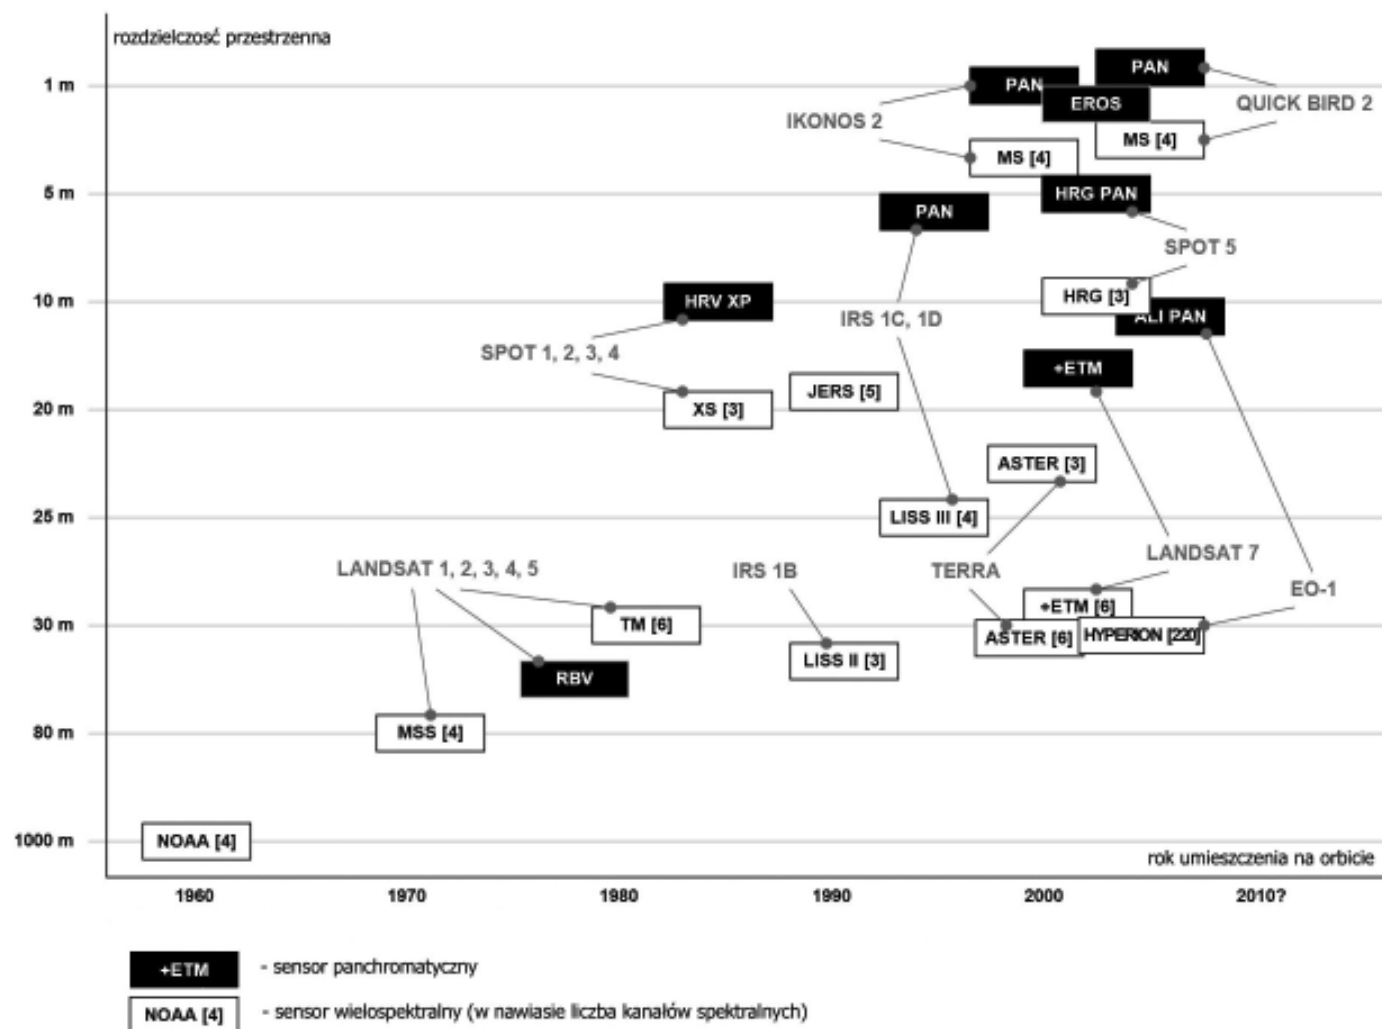 rozdzielczość przestrzenna
PAN
1 m
PAN
EROS
QUICK BIRD 2
IKONOS 2
MS [4]
MS [4]
5 m
HRG PAN
PAN
SPOT 5
HRG [3]
10 m
HRV XP
IRS 1C, 1D
ALI PAN
SPOT 1, 2, 3, 4
+ETM
JERS [5]
20 m
XS [3]
ASTER [3]
25 m
LISS III [4]
LANDSAT 7
LANDSAT 1, 2, 3, 4, 5
IRS 1B
TERRA
EO-1
+ETM [6]
30 m
TM [6]
ASTER [6]
HYPERION [220]
LISS II [3]
RBV
80 m
MSS [4]
1000 m
NOAA [4]
rok umieszczenia na orbicie
1960 1970 1980 1990 2000 2010?
+ETM - sensor panchromatyczny
NOAA [4] - sensor wielospektralny (w nawiasie liczba kanałów spektralnych)